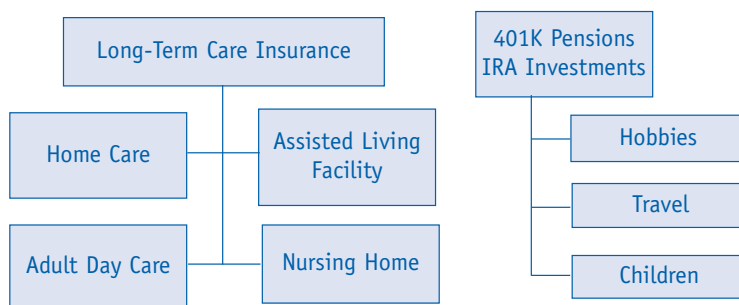 Long-Term Care Insurance
Home Care
Assisted Living
Facility
Adult Day Care
Nursing Home
401K Pensions
IRA Investments
Hobbies
Travel
Children